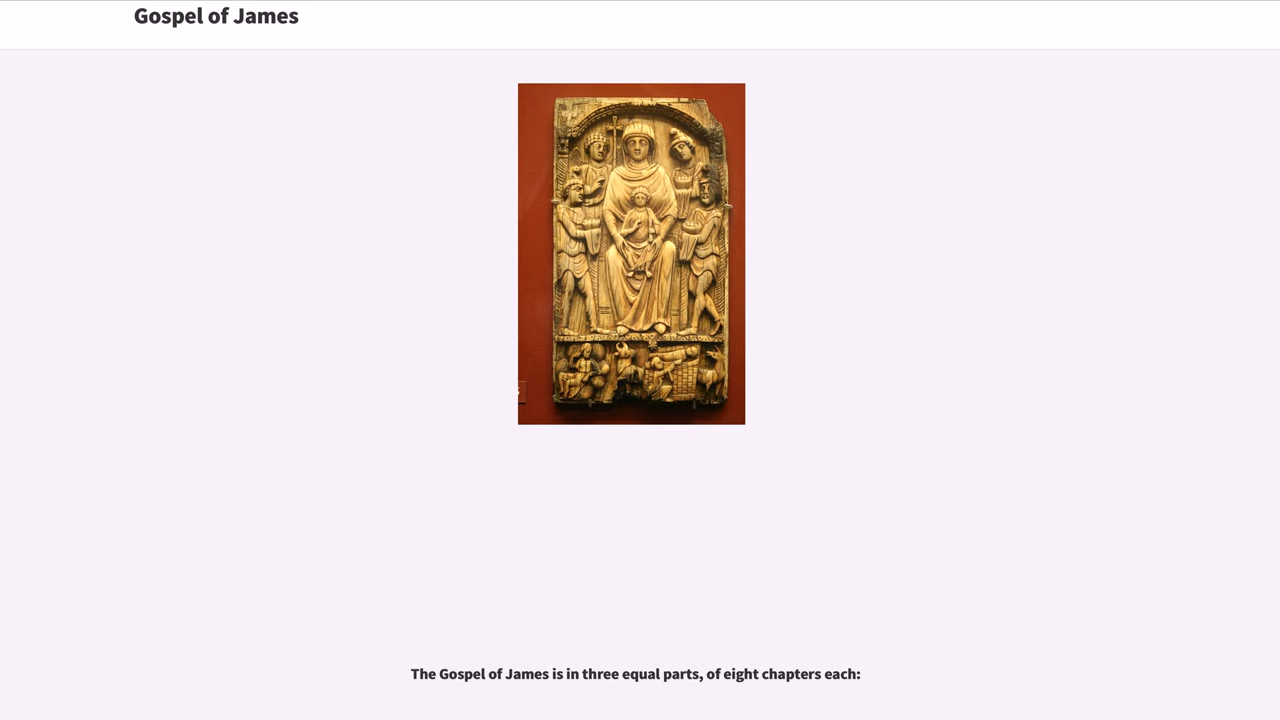 Gospel of James
The Gospel of James is in three equal parts, of eight chapters each: